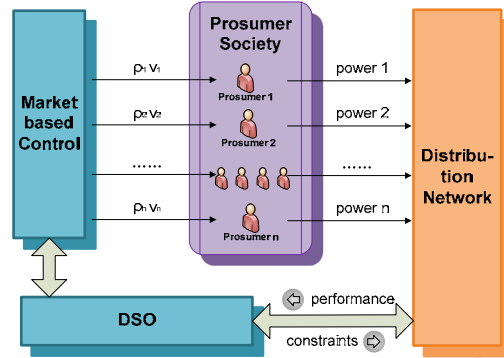 Prosumer
Society
Market
based
Control
ρ₁ v₁
Prosumer 1
power 1
ρ₂ v₂
Prosumer 2
power 2
......
......
ρₙ vₙ
Prosumer n
power n
Distribu-
tion
Network
DSO
performance
constraints